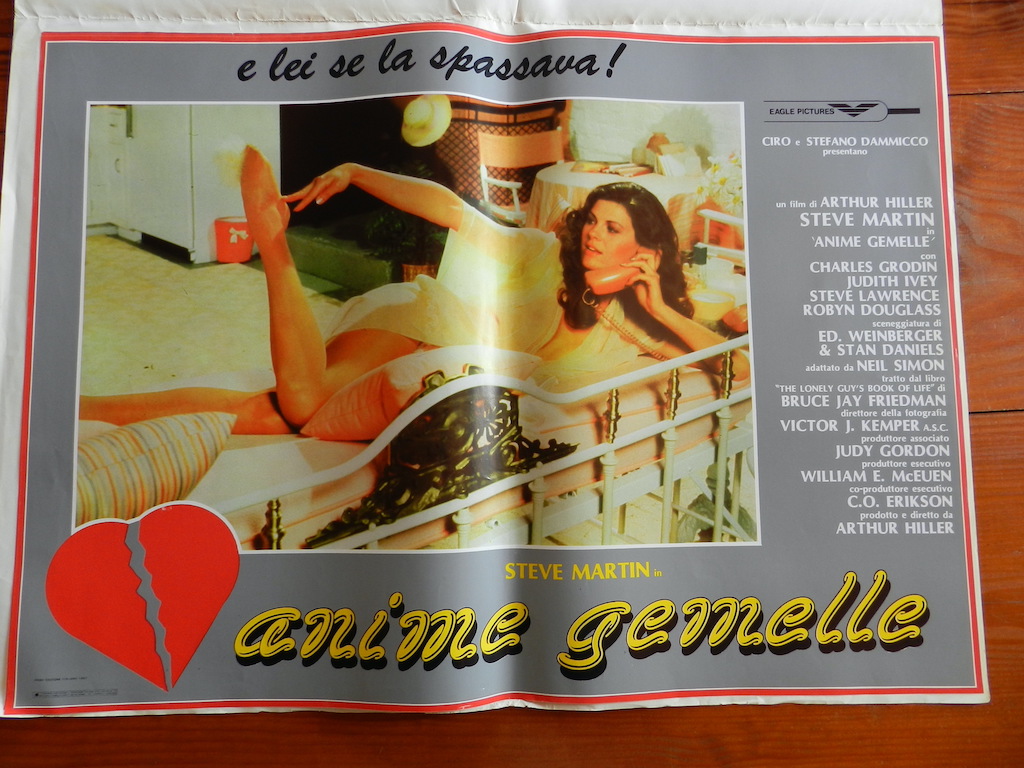 e lei se la spassava!
EAGLE PICTURES
CIRO e STEFANO DAMMICCO
presentano
un film di ARTHUR HILLER
STEVE MARTIN
in
'ANIME GEMELLE'
con
CHARLES GRODIN
JUDITH IVEY
STEVE LAWRENCE
ROBYN DOUGLASS
sceneggiatura di
ED. WEINBERGER
& STAN DANIELS
adattato da NEIL SIMON
tratto dal libro
"THE LONELY GUY'S BOOK OF LIFE" di
BRUCE JAY FRIEDMAN
direttore della fotografia
VICTOR J. KEMPER A.S.C.
produttore associato
JUDY GORDON
produttore esecutivo
WILLIAM E. McEUEN
co-produttore esecutivo
C.O. ERIKSON
prodotto e diretto da
ARTHUR HILLER
STEVE MARTIN in
anime gemelle